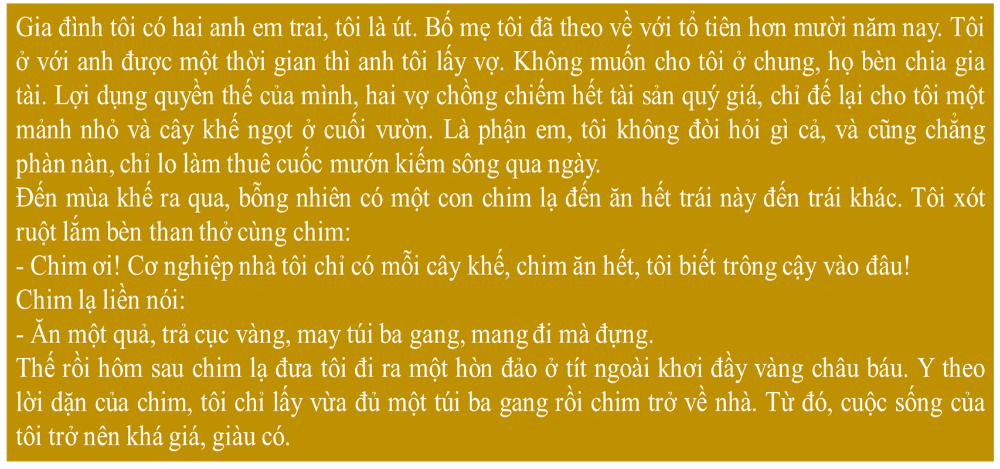 Gia đình tôi có hai anh em trai, tôi là út. Bố mẹ tôi đã theo về với tổ tiên hơn mười năm nay. Tôi
ở với anh được một thời gian thì anh tôi lấy vợ. Không muốn cho tôi ở chung, họ bèn chia gia
tài. Lợi dụng quyền thế của mình, hai vợ chồng chiếm hết tài sản quý giá, chỉ đế lại cho tôi một
mảnh nhỏ và cây khế ngọt ở cuối vườn. Là phận em, tôi không đòi hỏi gì cả, và cũng chẳng
phàn nàn, chỉ lo làm thuê cuốc mướn kiếm sông qua ngày.
Đến mùa khế ra qua, bỗng nhiên có một con chim lạ đến ăn hết trái này đến trái khác. Tôi xót
ruột lắm bèn than thở cùng chim:
- Chim ơi! Cơ nghiệp nhà tôi chỉ có mỗi cây khế, chim ăn hết, tôi biết trông cậy vào đâu!
Chim lạ liền nói:
- Ăn một quả, trả cục vàng, may túi ba gang, mang đi mà đựng.
Thế rồi hôm sau chim lạ đưa tôi đi ra một hòn đảo ở tít ngoài khơi đầy vàng châu báu. Y theo
lời dặn của chim, tôi chỉ lấy vừa đủ một túi ba gang rồi chim trở về nhà. Từ đó, cuộc sống của
tôi trở nên khá giá, giàu có.